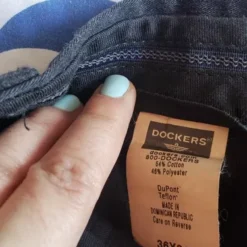 DOCKERS
800-DOCKERS
54% Cotton
46% Polyester
DuPont
Teflon
MADE IN
DOMINICAN REPUBLIC
Care on Reverse